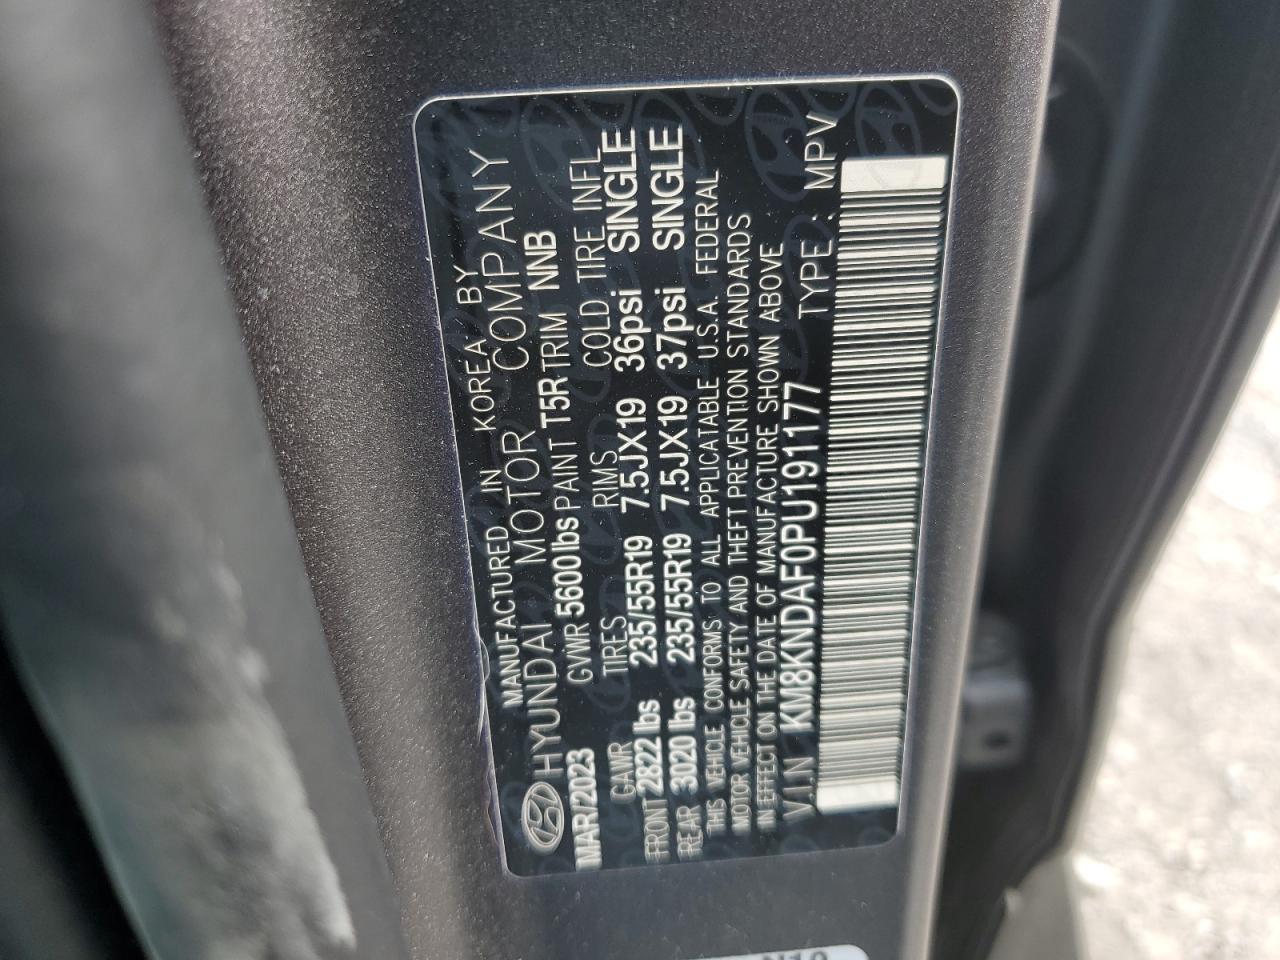 MANUFACTURED IN KOREA BY
HYUNDAI MOTOR COMPANY
MAR/2023 GVWR 5600lbs PAINT T5R TRIM NNB
GAWR TIRES RIMS COLD TIRE INFL
FRONT 2822 lbs 235/55R19 7.5JX19 36psi SINGLE
REAR 3020 lbs 235/55R19 7.5JX19 37psi SINGLE
THIS VEHICLE CONFORMS TO ALL APPLICATABLE U.S.A. FEDERAL
MOTOR VEHICLE SAFETY AND THEFT PREVENTION STANDARDS
IN EFFECT ON THE DATE OF MANUFACTURE SHOWN ABOVE
V.I.N KM8KNDAF0PU191177 TYPE : MPV